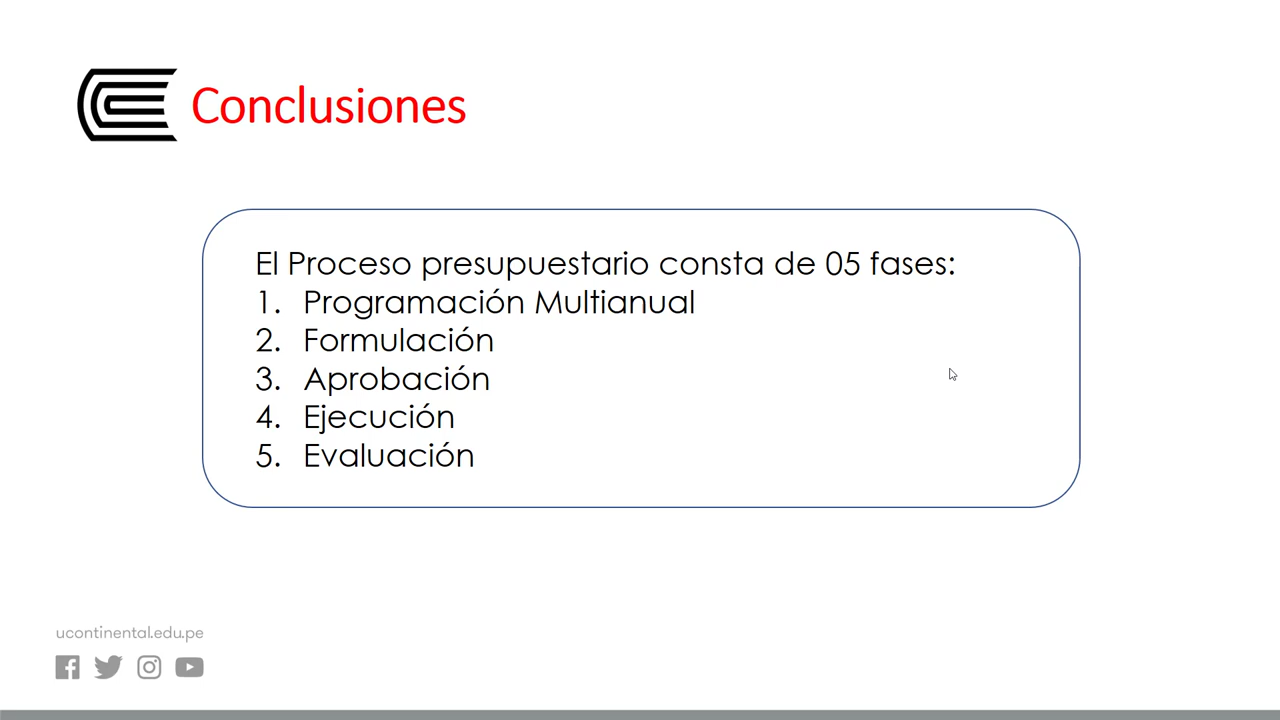 Conclusiones
El Proceso presupuestario consta de 05 fases:
1. Programación Multianual
2. Formulación
3. Aprobación
4. Ejecución
5. Evaluación
ucontinental.edu.pe